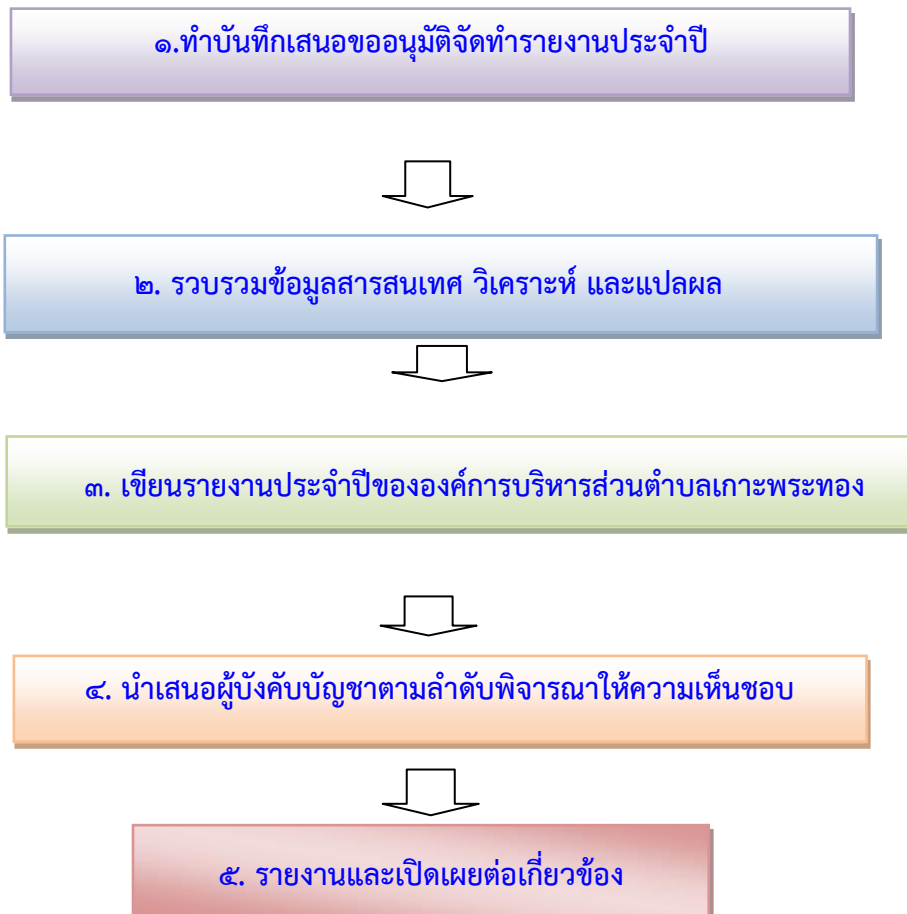 ๑.ทำบันทึกเสนอขออนุมัติจัดทำรายงานประจำปี
๒. รวบรวมข้อมูลสารสนเทศ วิเคราะห์ และแปลผล
๓. เขียนรายงานประจำปีขององค์การบริหารส่วนตำบลเกาะพระทอง
๔. นำเสนอผู้บังคับบัญชาตามลำดับพิจารณาให้ความเห็นชอบ
๕. รายงานและเปิดเผยต่อเกี่ยวข้อง